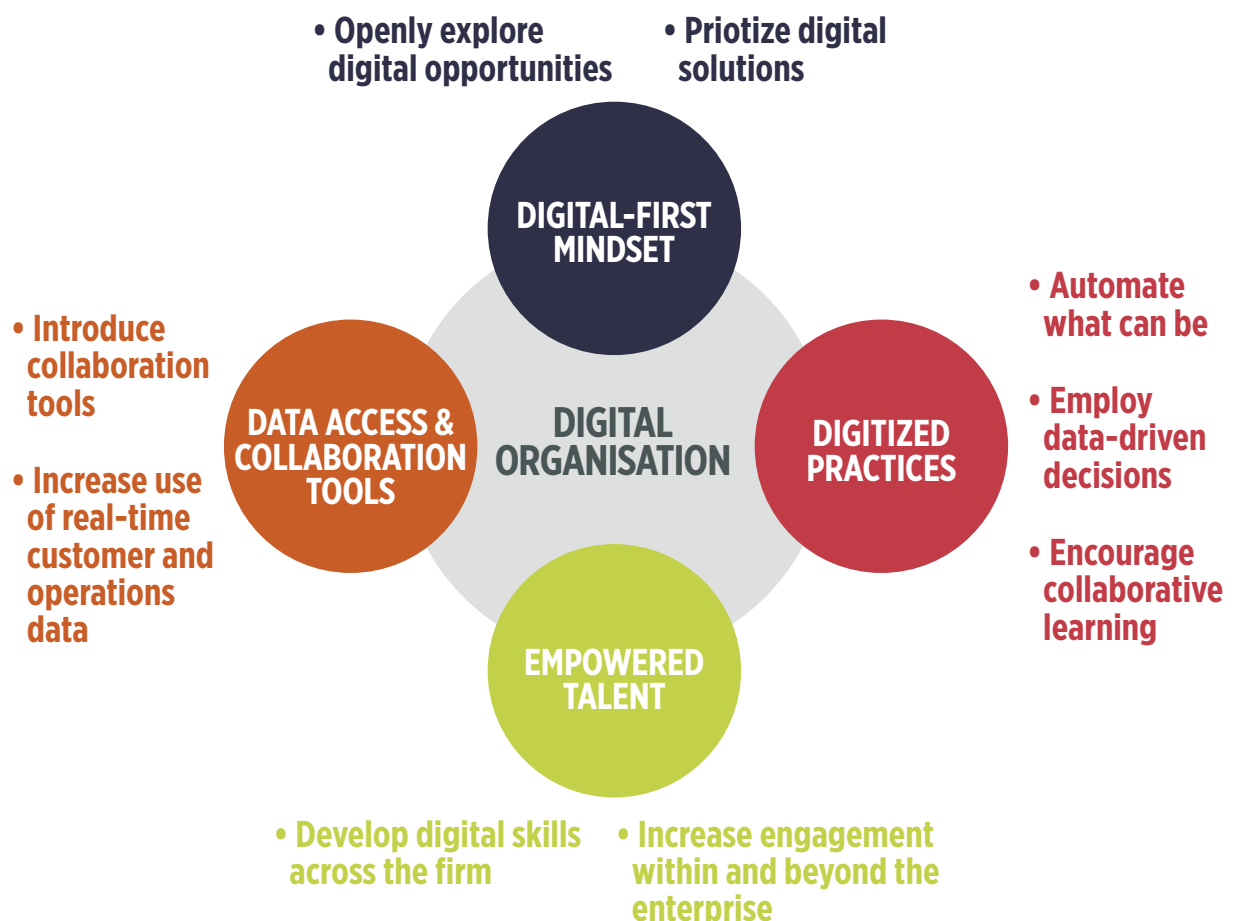 • Openly explore
digital opportunities
• Priotize digital
solutions
DIGITAL-FIRST
MINDSET
• Introduce
collaboration
tools
• Increase use
of real-time
customer and
operations
data
DATA ACCESS &
COLLABORATION
TOOLS
DIGITAL
ORGANISATION
DIGITIZED
PRACTICES
• Automate
what can be
• Employ
data-driven
decisions
• Encourage
collaborative
learning
EMPOWERED
TALENT
• Develop digital skills
across the firm
• Increase engagement
within and beyond the
enterprise